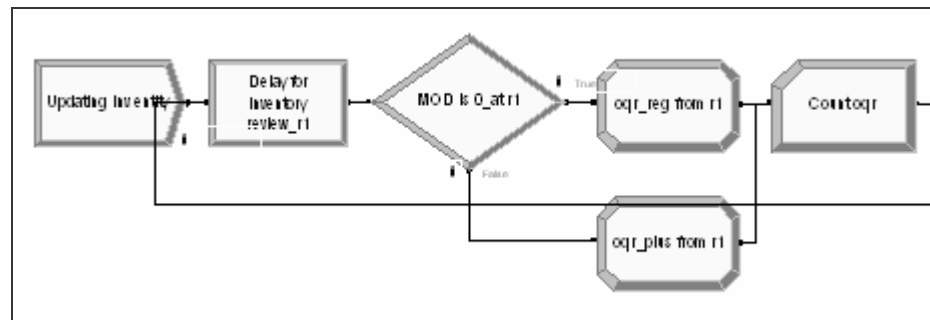 Updating Inventity
Delay for
Inventory
review_r1
MOD is 0_at r1
True
oqr_reg from r1
Count oqr
False
oqr_plus from r1